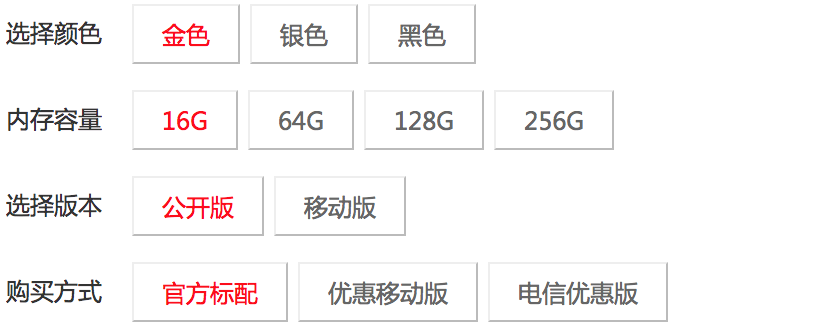 选择颜色 金色 银色 黑色
内存容量 16G 64G 128G 256G
选择版本 公开版 移动版
购买方式 官方标配 优惠移动版 电信优惠版